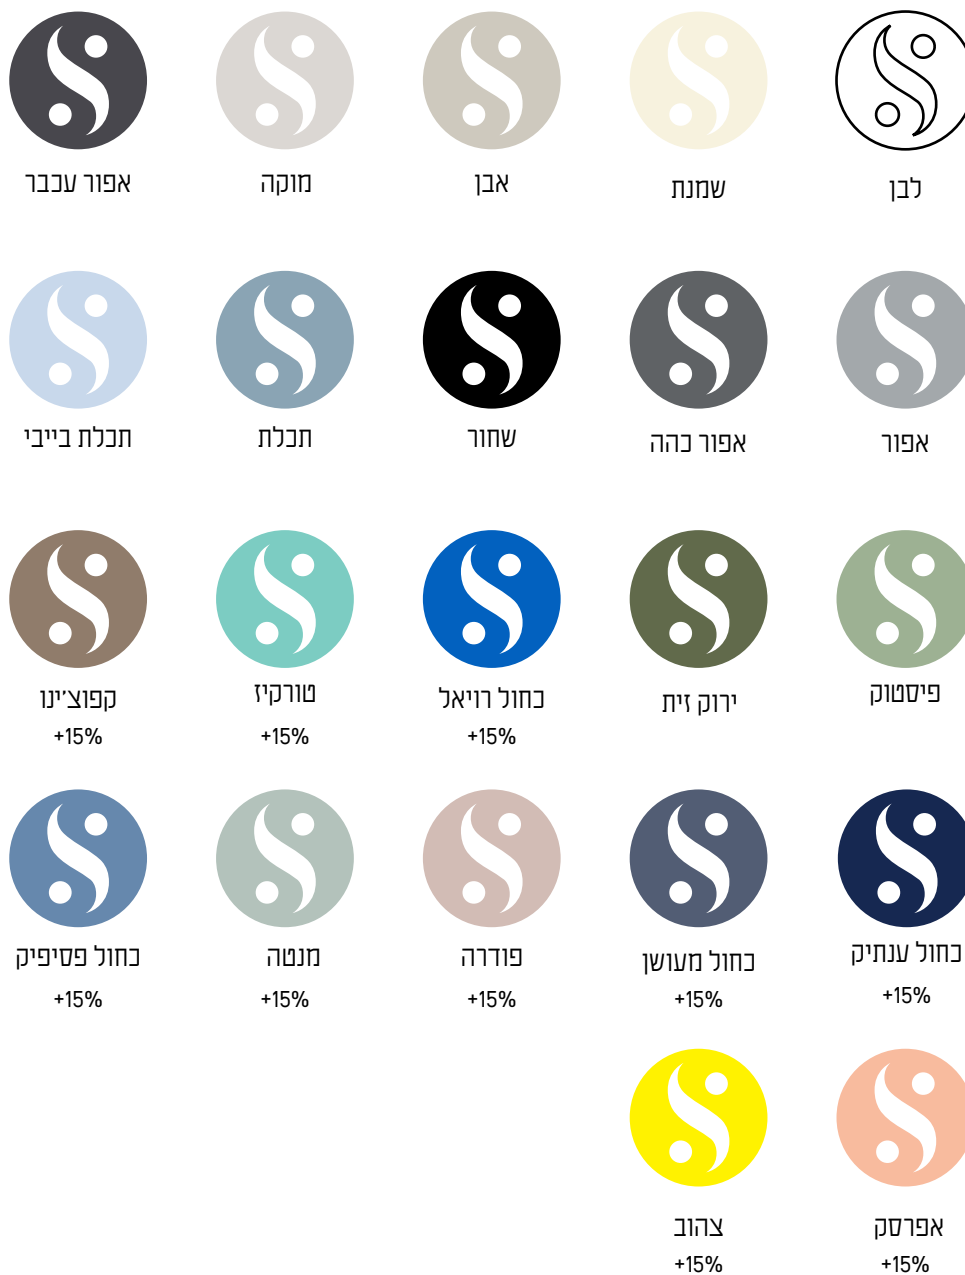 לבן
שמנת
אבן
מוקה
אפור עכבר
אפור
אפור כהה
שחור
תכלת
תכלת בייבי
פיסטוק
ירוק זית
כחול רויאל
+15%
טורקיז
+15%
קפוצ'ינו
+15%
כחול ענתיק
+15%
כחול מעושן
+15%
פודרה
+15%
מנטה
+15%
כחול פסיפיק
+15%
אפרסק
+15%
צהוב
+15%